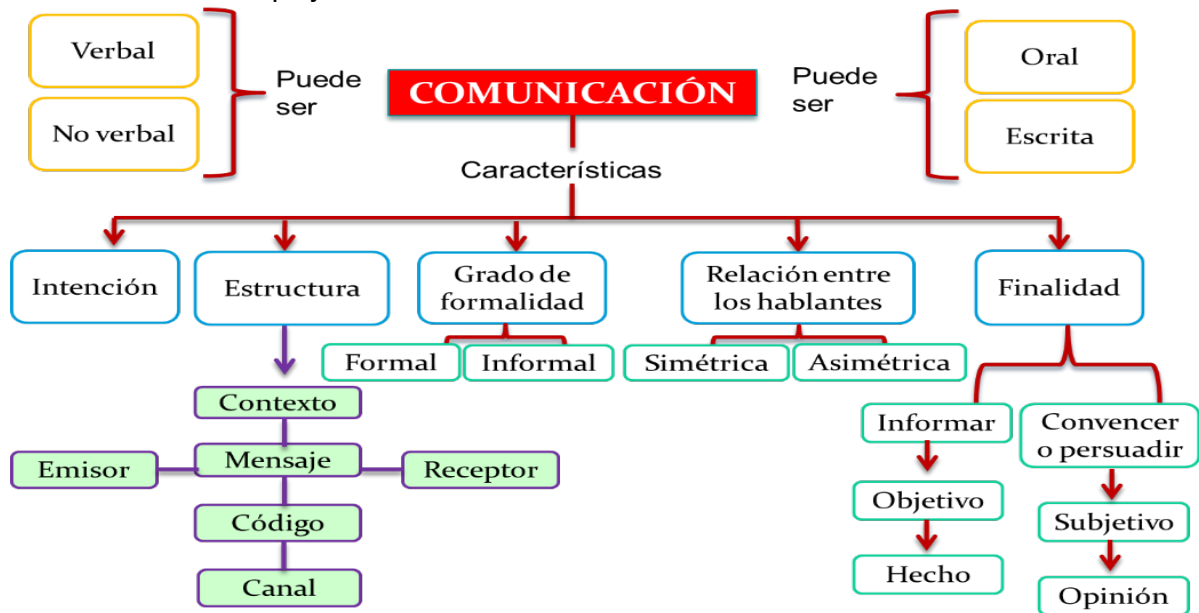 Verbal
No verbal
Puede
ser
COMUNICACIÓN
Puede
ser
Oral
Escrita
Características
Intención
Estructura
Grado de
formalidad
Relación entre
los hablantes
Finalidad
Formal
Informal
Simétrica
Asimétrica
Contexto
Emisor
Mensaje
Receptor
Código
Canal
Informar
Convencer
o persuadir
Objetivo
Subjetivo
Hecho
Opinión